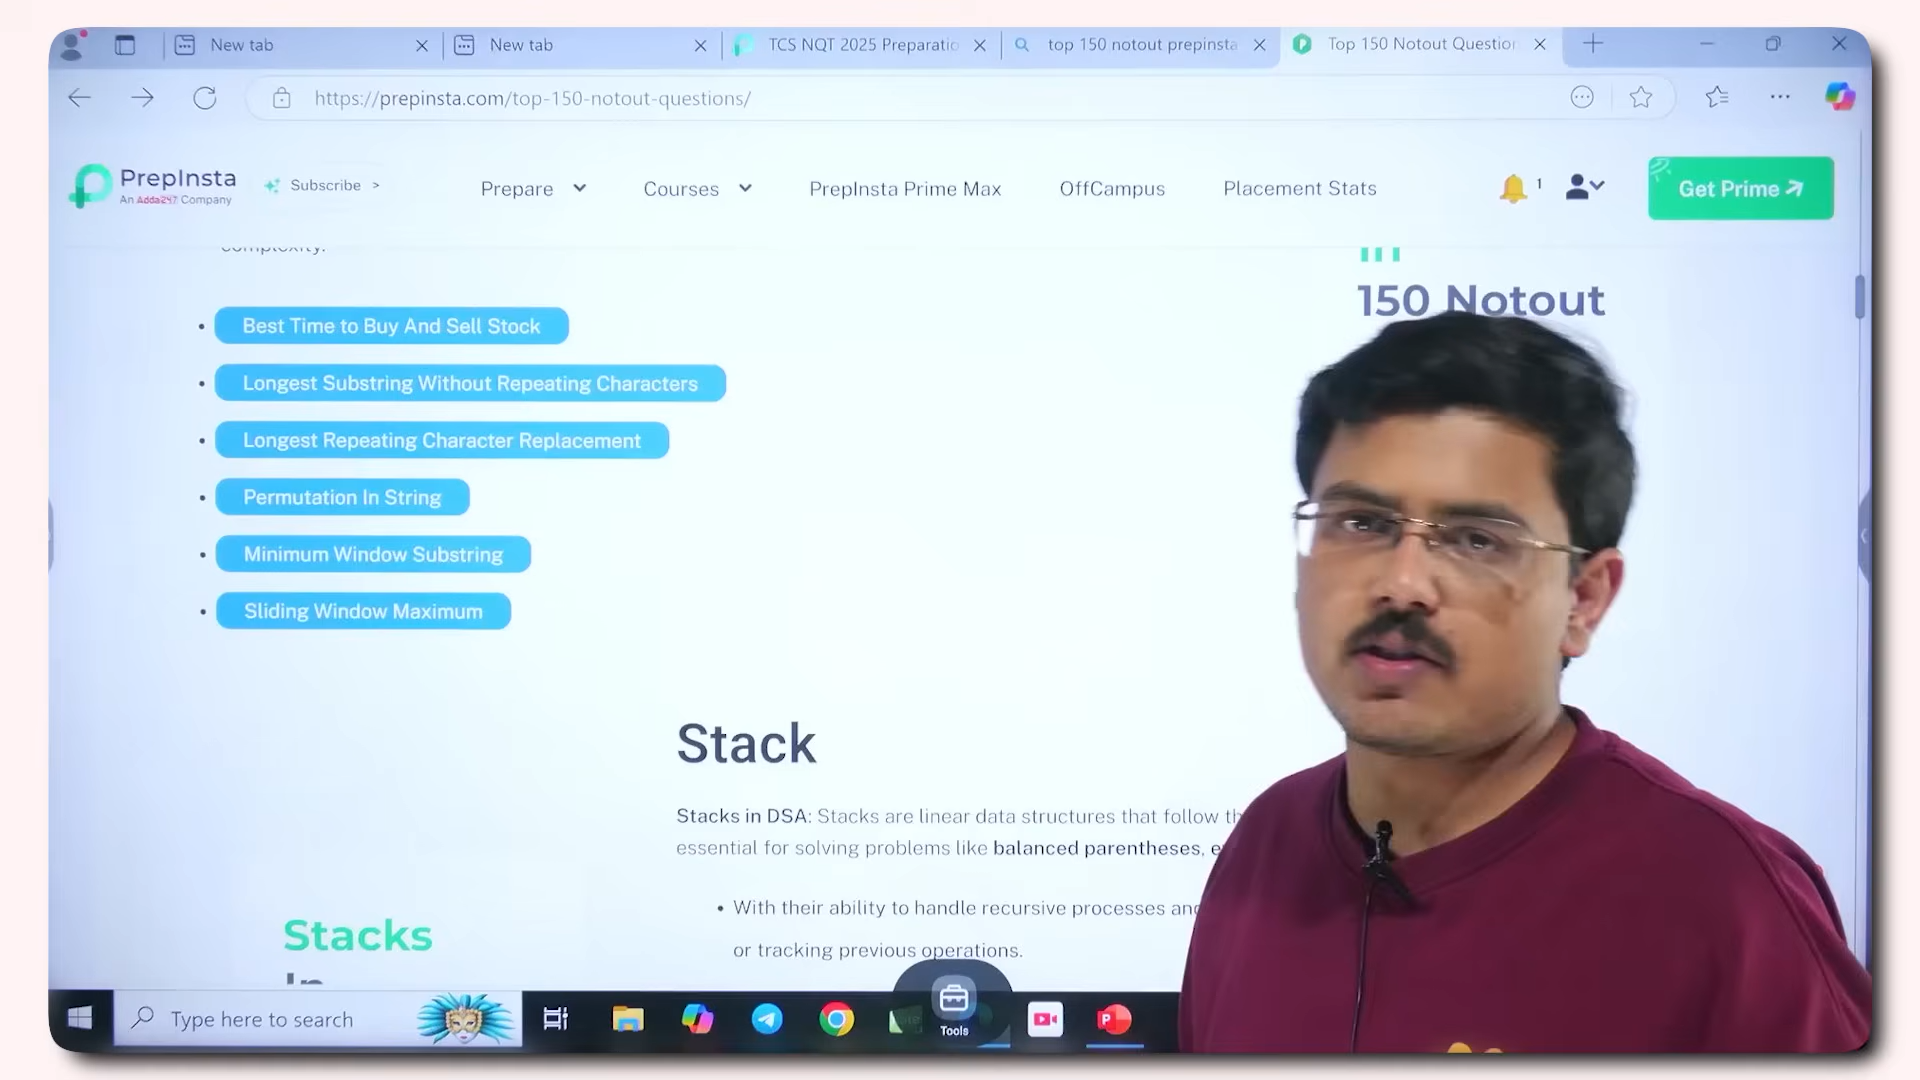 New tab
New tab
TCS NQT 2025 Preparatio
top 150 notout prepinsta
Top 150 Notout Question
https://prepinsta.com/top-150-notout-questions/
PrepInsta
An Adda247 Company
Subscribe >
Prepare
Courses
PrepInsta Prime Max
OffCampus
Placement Stats
1
Get Prime
complexity.
150 Notout
Best Time to Buy And Sell Stock
Longest Substring Without Repeating Characters
Longest Repeating Character Replacement
Permutation In String
Minimum Window Substring
Sliding Window Maximum
Stack
Stacks in DSA: Stacks are linear data structures that follow th
essential for solving problems like balanced parentheses, e
With their ability to handle recursive processes and
or tracking previous operations.
Stacks
In
Type here to search
Tools